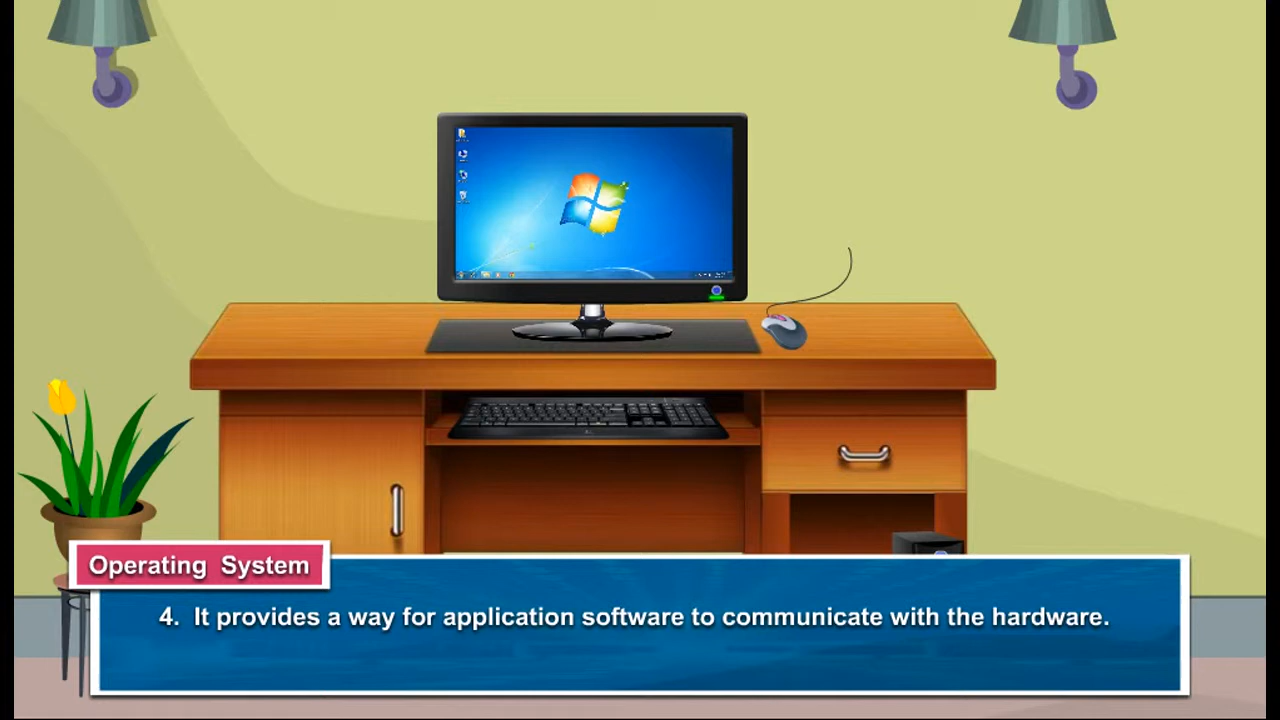 Operating System
4. It provides a way for application software to communicate with the hardware.